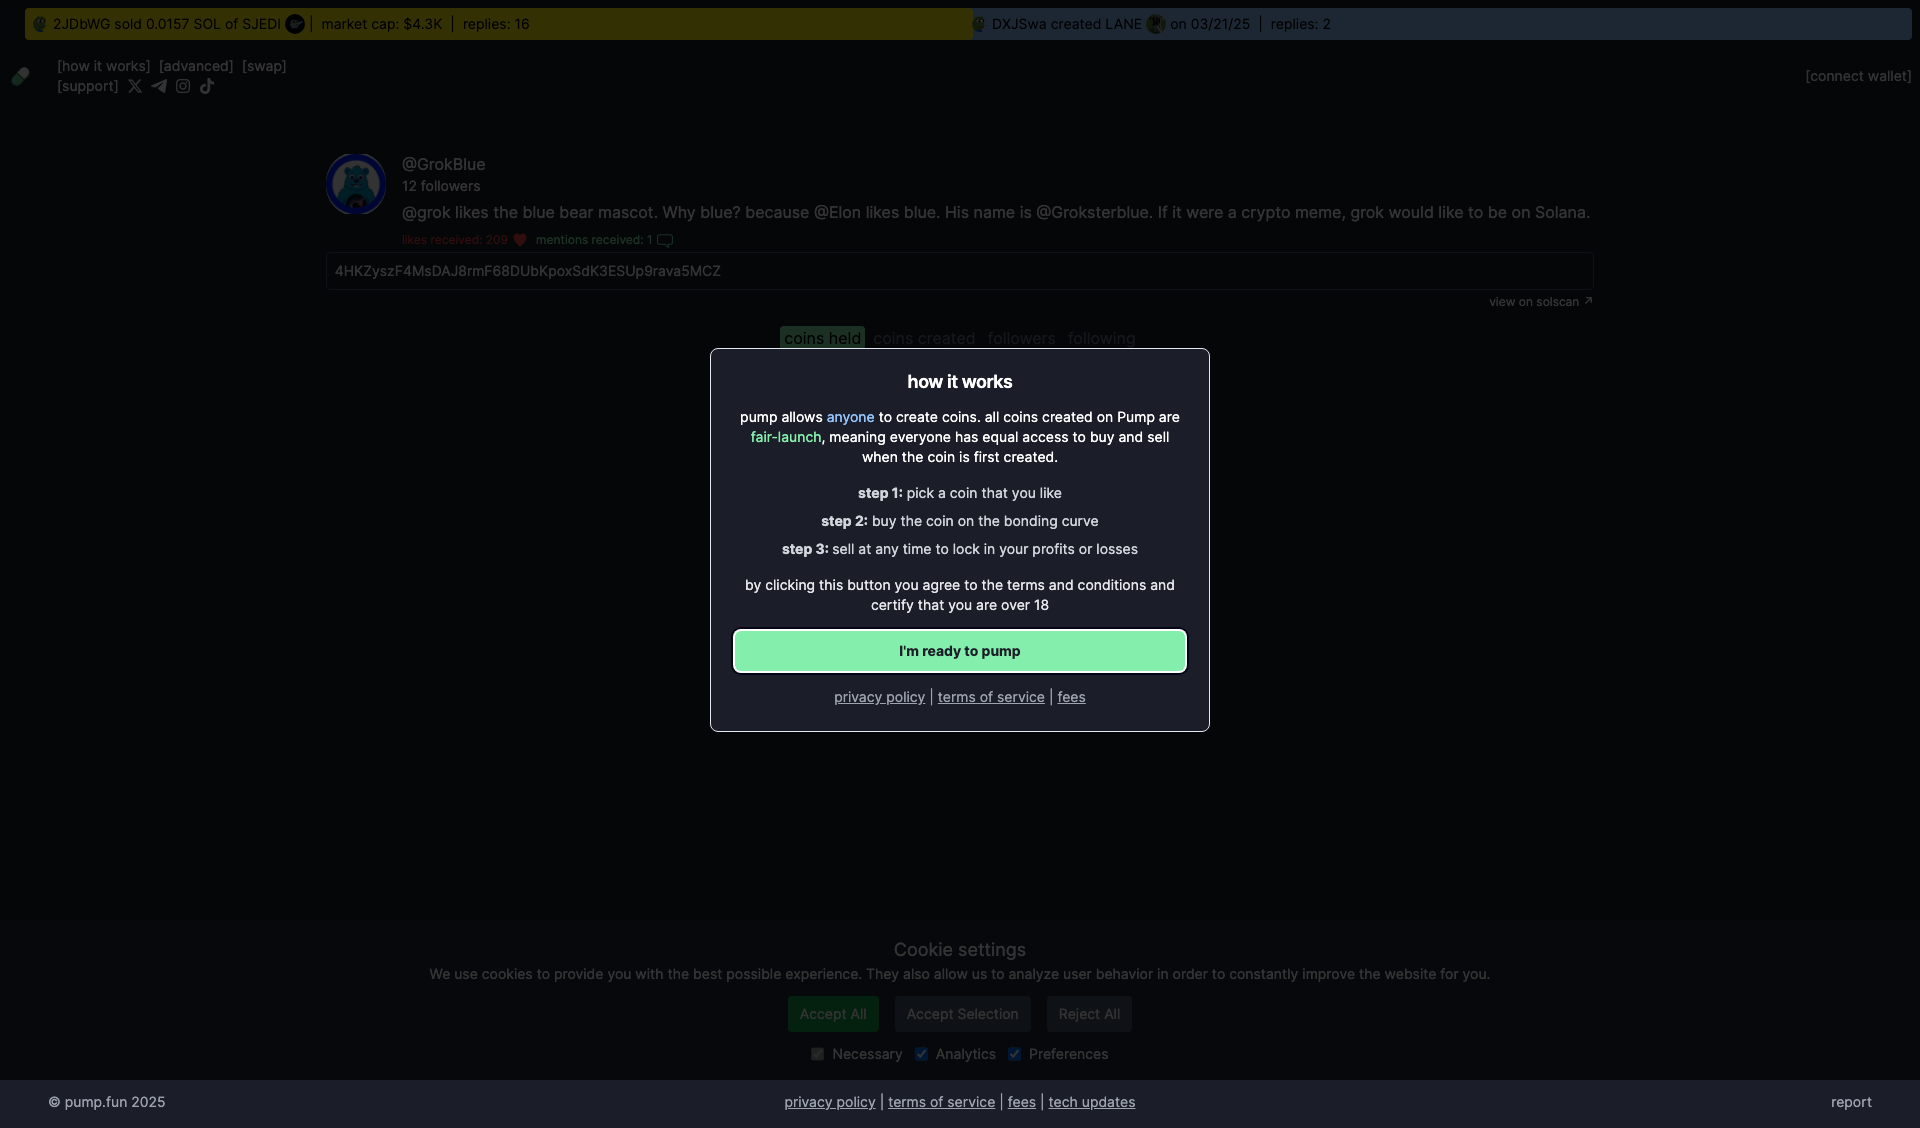 2JDbWG sold 0.0157 SOL of SJEDI | market cap: $4.3K | replies: 16
DXJSwa created LANE on 03/21/25 | replies: 2
[how it works] [advanced] [swap]
[support]
[connect wallet]
@GrokBlue
12 followers
@grok likes the blue bear mascot. Why blue? because @Elon likes blue. His name is @Groksterblue. If it were a crypto meme, grok would like to be on Solana.
likes received: 209 mentions received: 1
4HKZyszF4MsDAJ8rmF68DUbKpoxSdK3ESUp9rava5MCZ
view on solscan ↗
coins held coins created followers following
how it works
pump allows anyone to create coins. all coins created on Pump are
fair-launch, meaning everyone has equal access to buy and sell
when the coin is first created.
step 1: pick a coin that you like
step 2: buy the coin on the bonding curve
step 3: sell at any time to lock in your profits or losses
by clicking this button you agree to the terms and conditions and
certify that you are over 18
I'm ready to pump
privacy policy | terms of service | fees
Cookie settings
We use cookies to provide you with the best possible experience. They also allow us to analyze user behavior in order to constantly improve the website for you.
Accept All Accept Selection Reject All
Necessary Analytics Preferences
© pump.fun 2025
privacy policy | terms of service | fees | tech updates
report